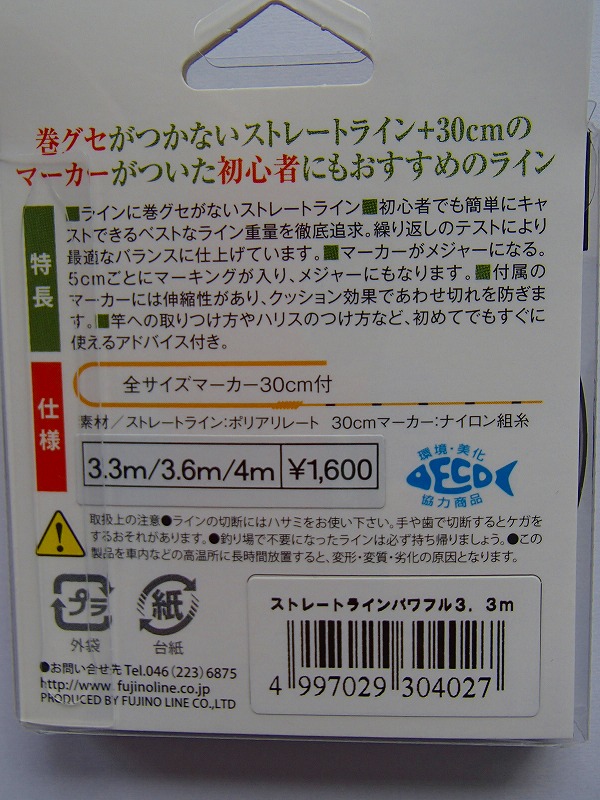 巻グセがつかないストレートライン+30cmの
マーカーがついた初心者にもおすすめのライン
特長
■ラインに巻グセがないストレートライン■初心者でも簡単にキャ
ストできるベストなライン重量を徹底追求。繰り返しのテストにより
最適なバランスに仕上げています。■マーカーがメジャーになる。
5cmごとにマーキングが入り、メジャーにもなります。■付属の
マーカーには伸縮性があり、クッション効果であわせ切れを防ぎま
す。■竿への取りつけ方やハリスのつけ方など、初めてでもすぐに
使えるアドバイス付き。
仕様
全サイズマーカー30cm付
素材／ストレートライン:ポリアリレート 30cmマーカー:ナイロン組糸
3.3m/3.6m/4m ¥1,600
環境・美化
ECO
協力商品
取扱上の注意●ラインの切断にはハサミをお使い下さい。手や歯で切断するとケガを
するおそれがあります。●釣り場で不要になったラインは必ず持ち帰りましょう。●この
製品を車内などの高温所に長時間放置すると、変形・変質・劣化の原因となります。
プラ
外袋
紙
台紙
ストレートラインパワフル3．3m
4 997029 304027
●お問い合せ先 Tel.046(223)6875
http://www.fujinoline.co.jp
PRODUCED BY FUJINO LINE CO.,LTD